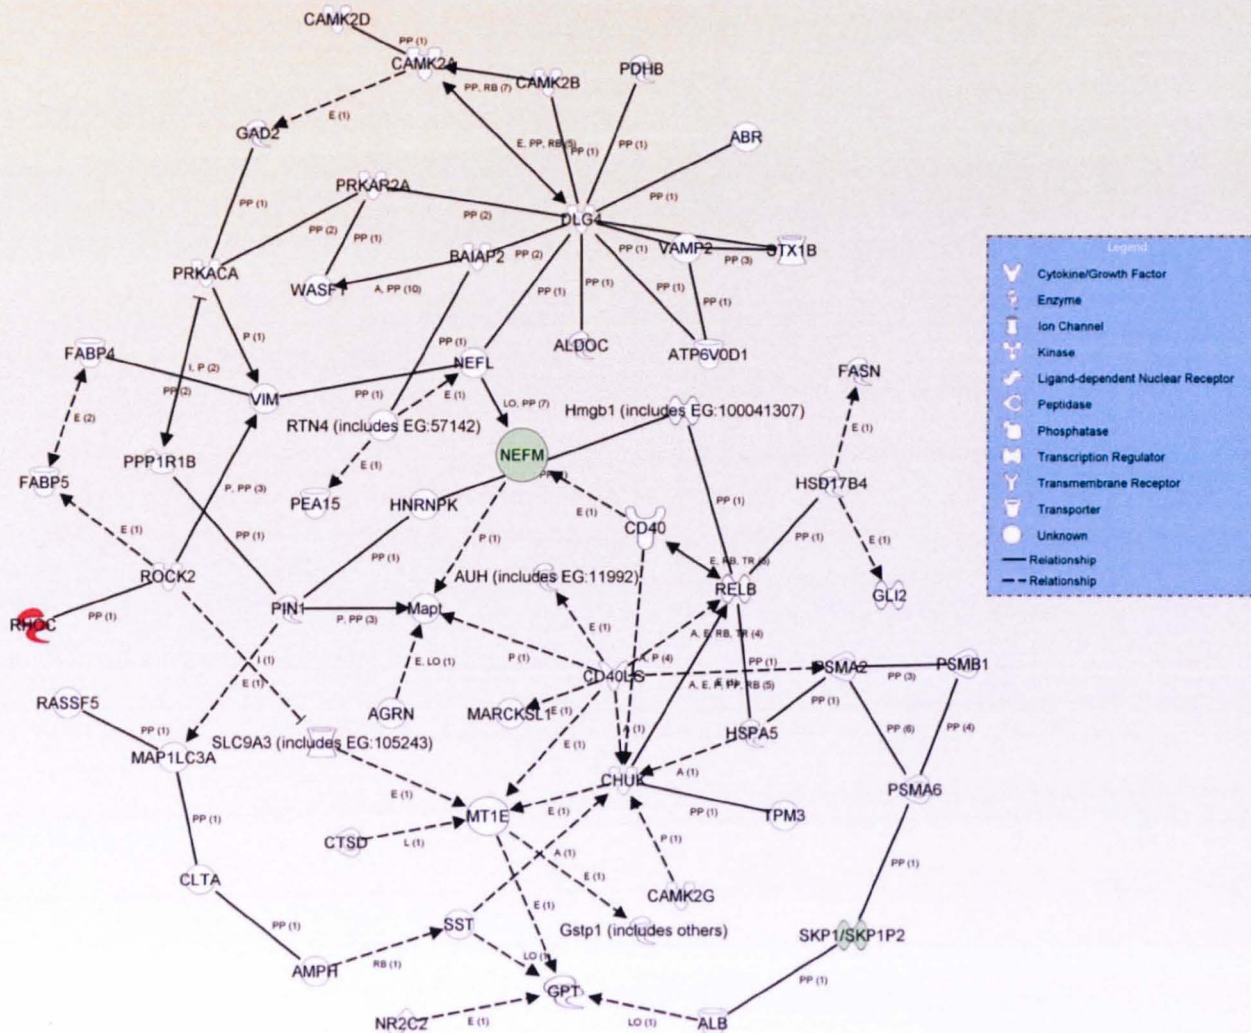 CAMK2D
PP (1)
CAMK2A
CAMK2B
PDHB
PP, RB (7)
E (1)
GAD2
E, PP, RB (5)
PP (1)
PP (1)
ABR
PRKAR2A
PP (1)
PP (1)
PP (2)
DLG4
PP (2)
PP (1)
BAIAP2
PP (2)
PP (1)
VAMP2
STX1B
PP (3)
PRKACA
WASF1
A, PP (10)
PP (1)
PP (1)
PP (1)
P (1)
PP (1)
ALDOC
ATP6V0D1
FABP4
NEFL
I, P (2)
PP (2)
FASN
VIM
PP (1)
E (1)
LO, PP (7)
Hmgb1 (includes EG:100041307)
E (2)
RTN4 (includes EG:57142)
E (1)
PPP1R1B
NEFM
E (1)
FABP5
P, PP (3)
PEA15
HNRNPK
HSD17B4
PP (1)
E (1)
CD40
E (1)
PP (1)
PP (1)
P (1)
PP (1)
E (1)
ROCK2
AUH (includes EG:11992)
RELB
GLI2
RHOC
PP (1)
PIN1
P, PP (3)
Mapt
E (1)
A, E, RB, TR (4)
I (1)
E, LO (1)
P (1)
A, P (4)
PP (1)
PSMA2
PSMB1
E (1)
CD40LG
PP (3)
RASSF5
AGRN
MARCKSL1
E (1)
PP (1)
PP (1)
SLC9A3 (includes EG:105243)
HSPA5
PP (6)
PP (4)
MAP1LC3A
E (1)
CHUK
A (1)
PSMA6
E (1)
MT1E
E (1)
PP (1)
TPM3
PP (1)
CTSD
L (1)
A (1)
P (1)
PP (1)
CLTA
E (1)
E (1)
CAMK2G
PP (1)
SST
Gstp1 (includes others)
SKP1/SKP1P2
AMPH
RB (1)
PP (1)
GPT
NR2C2
E (1)
LO (1)
ALB
Legend
Cytokine/Growth Factor
Enzyme
Ion Channel
Kinase
Ligand-dependent Nuclear Receptor
Peptidase
Phosphatase
Transcription Regulator
Transmembrane Receptor
Transporter
Unknown
Relationship
Relationship